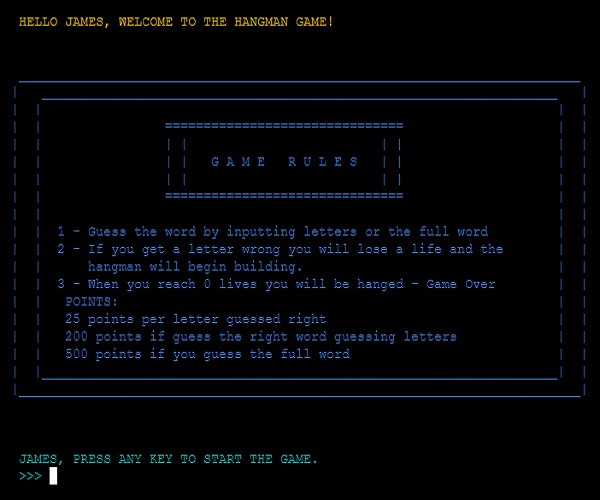 HELLO JAMES, WELCOME TO THE HANGMAN GAME!
GAME RULES
1 - Guess the word by inputting letters or the full word
2 - If you get a letter wrong you will lose a life and the
hangman will begin building.
3 - When you reach 0 lives you will be hanged - Game Over
POINTS:
25 points per letter guessed right
200 points if guess the right word guessing letters
500 points if you guess the full word
JAMES, PRESS ANY KEY TO START THE GAME.
>>>